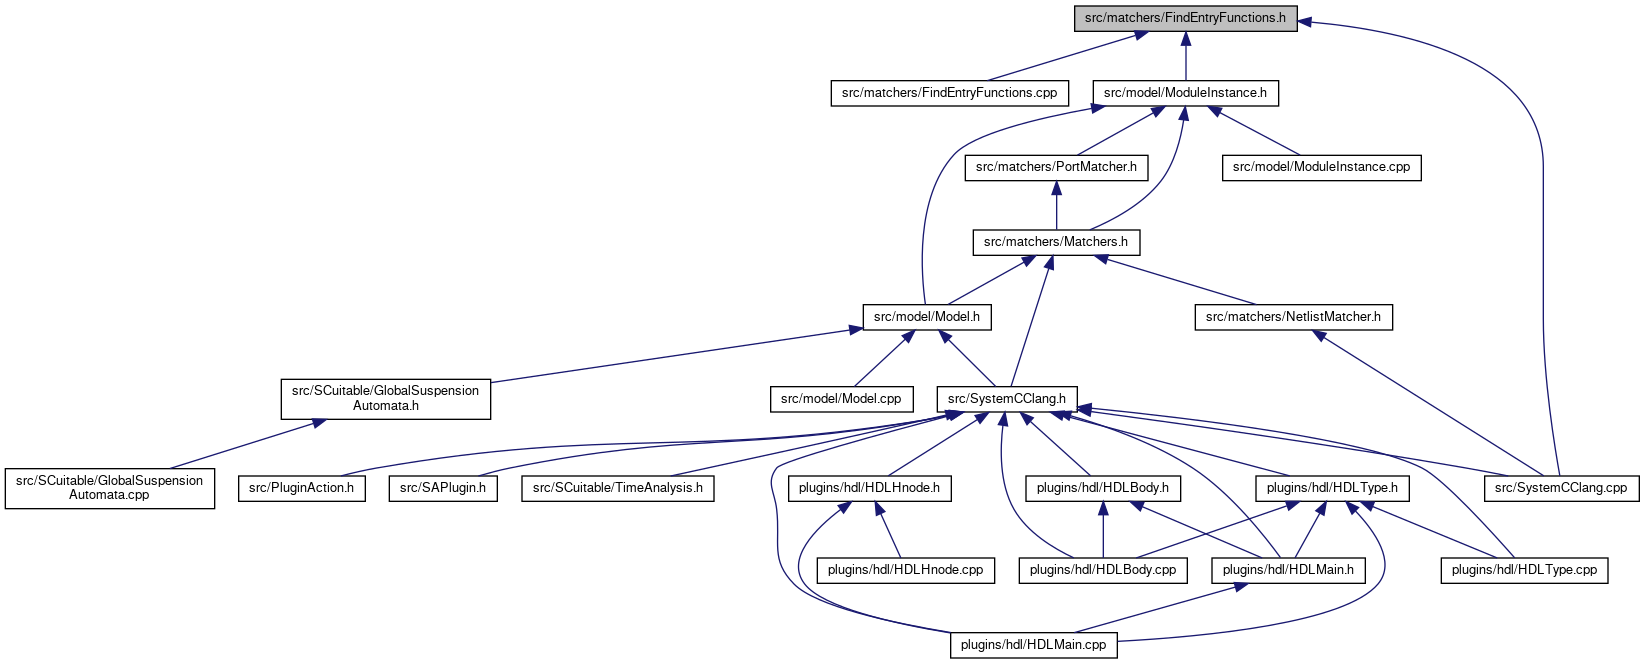 src/matchers/FindEntryFunctions.h
src/matchers/FindEntryFunctions.cpp
src/model/ModuleInstance.h
src/matchers/PortMatcher.h
src/model/ModuleInstance.cpp
src/matchers/Matchers.h
src/model/Model.h
src/matchers/NetlistMatcher.h
src/SCuitable/GlobalSuspension
Automata.h
src/model/Model.cpp
src/SystemCClang.h
src/SCuitable/GlobalSuspension
Automata.cpp
src/PluginAction.h
src/SAPlugin.h
src/SCuitable/TimeAnalysis.h
plugins/hdl/HDLHnode.h
plugins/hdl/HDLBody.h
plugins/hdl/HDLType.h
src/SystemCClang.cpp
plugins/hdl/HDLHnode.cpp
plugins/hdl/HDLBody.cpp
plugins/hdl/HDLMain.h
plugins/hdl/HDLType.cpp
plugins/hdl/HDLMain.cpp